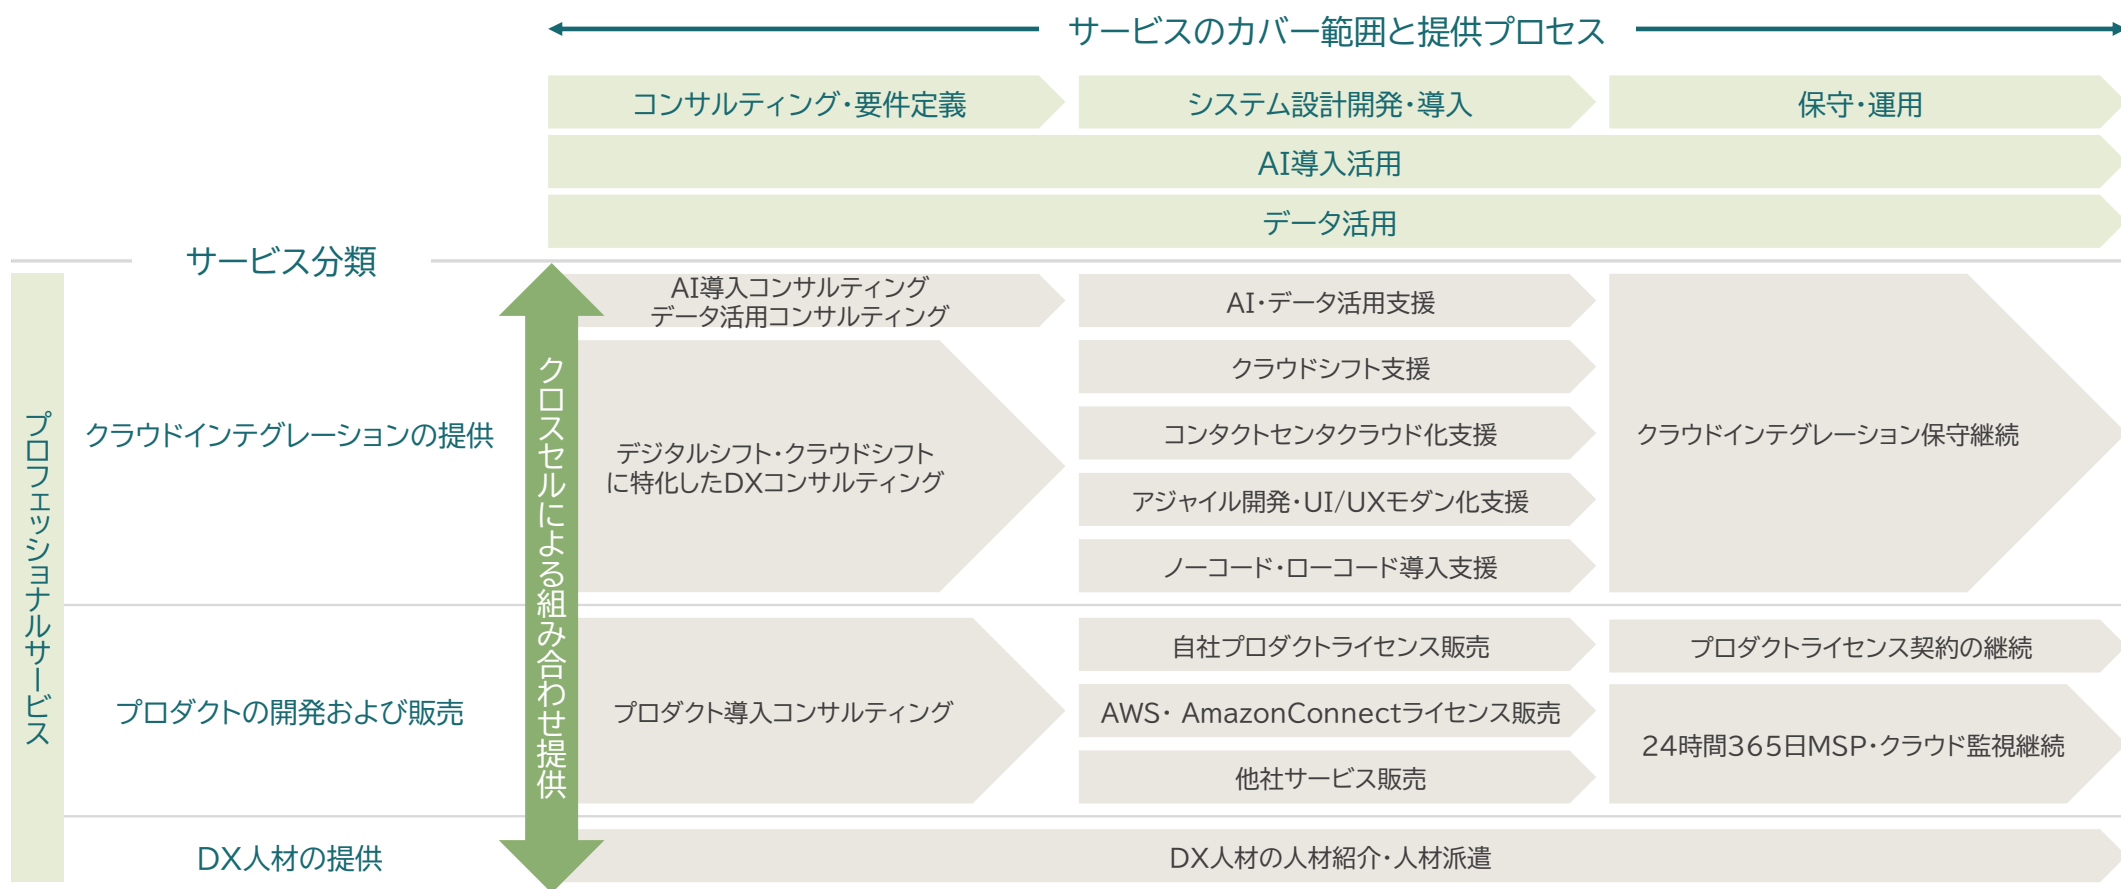 サービスのカバー範囲と提供プロセス
コンサルティング・要件定義
システム設計開発・導入
保守・運用
AI導入活用
データ活用
サービス分類
プロフェッショナルサービス
クロスセルによる組み合わせ提供
クラウドインテグレーションの提供
AI導入コンサルティング
データ活用コンサルティング
デジタルシフト・クラウドシフト
に特化したDXコンサルティング
AI・データ活用支援
クラウドシフト支援
コンタクトセンタクラウド化支援
アジャイル開発・UI/UXモダン化支援
ノーコード・ローコード導入支援
クラウドインテグレーション保守継続
プロダクトの開発および販売
プロダクト導入コンサルティング
自社プロダクトライセンス販売
AWS・ AmazonConnectライセンス販売
他社サービス販売
プロダクトライセンス契約の継続
24時間365日MSP・クラウド監視継続
DX人材の提供
DX人材の人材紹介・人材派遣